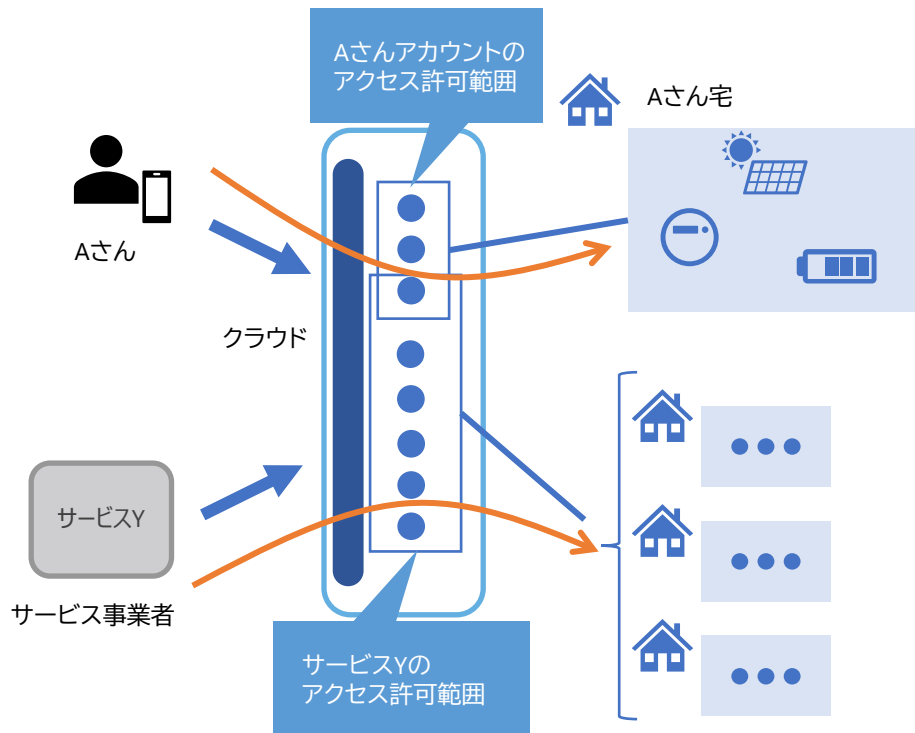 Aさんアカウントの
アクセス許可範囲
Aさん宅
Aさん
クラウド
サービスY
サービス事業者
サービスYの
アクセス許可範囲